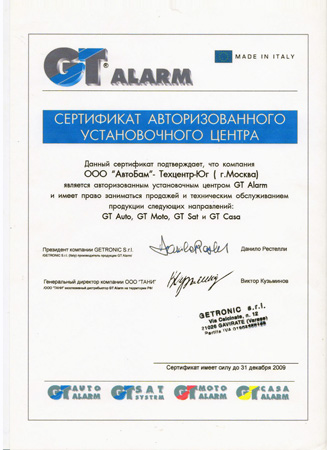 GT ALARM
MADE IN ITALY
СЕРТИФИКАТ АВТОРИЗОВАННОГО
УСТАНОВОЧНОГО ЦЕНТРА
Данный сертификат подтверждает, что компания
ООО "АвтоБам"- Техцентр-Юг ( г.Москва)
является авторизованным установочным центром GT Alarm
и имеет право заниматься продажей и техническим обслуживанием
продукции следующих направлений:
GT Auto, GT Moto, GT Sat и GT Casa
Президент компании GETRONIC S.r.l.
Данило Рестелли
Генеральный директор компании ООО "ТАНИ"
Виктор Кузьминов
GETRONIC s.r.l.
Via Calcinate, n. 12
21026 GAVIRATE (Varese)
Сертификат имеет силу до 31 декабря 2009
GT AUTO ALARM
GT SAT SYSTEM
GT MOTO ALARM
GT CASA ALARM